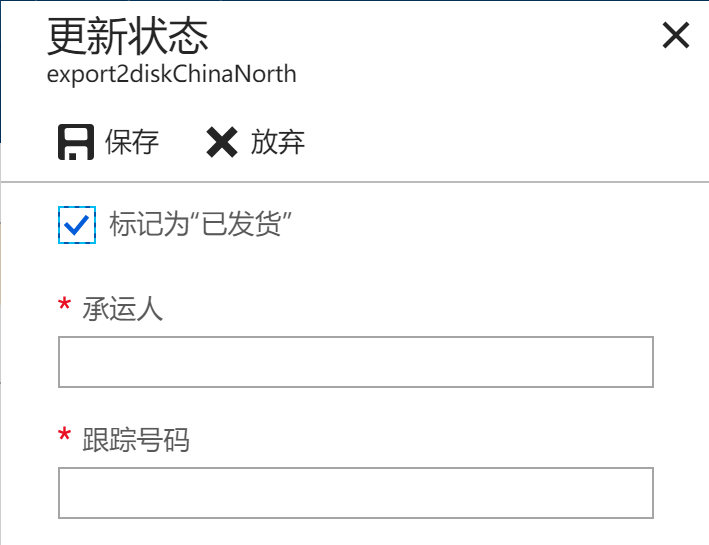 更新状态
export2diskChinaNorth
保存 放弃
标记为“已发货”
* 承运人
* 跟踪号码